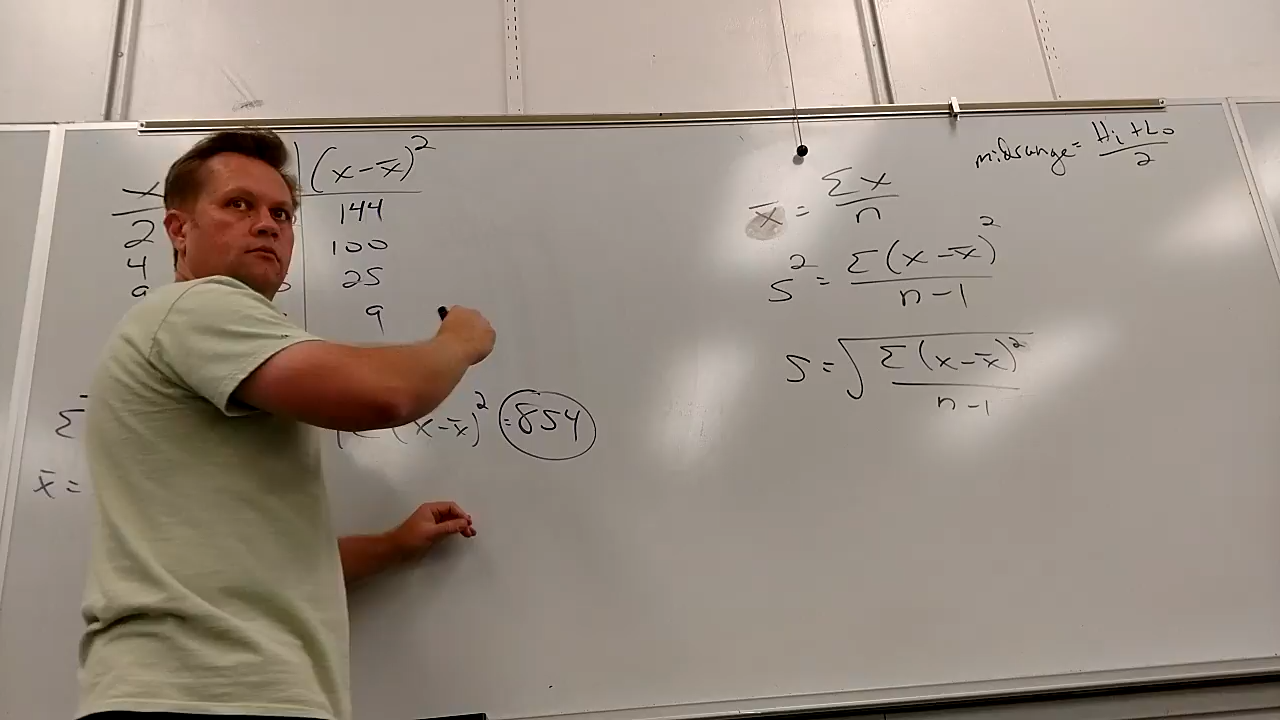 midrange = Hi + Lo / 2
x | (x - x̄)²
2 | 144
4 | 100
9 | 25
9
Σ
Σ (x - x̄)² = 854
x̄ =
x̄ = Σx / n
s² = Σ(x - x̄)² / n - 1
s = √ Σ(x - x̄)² / n - 1